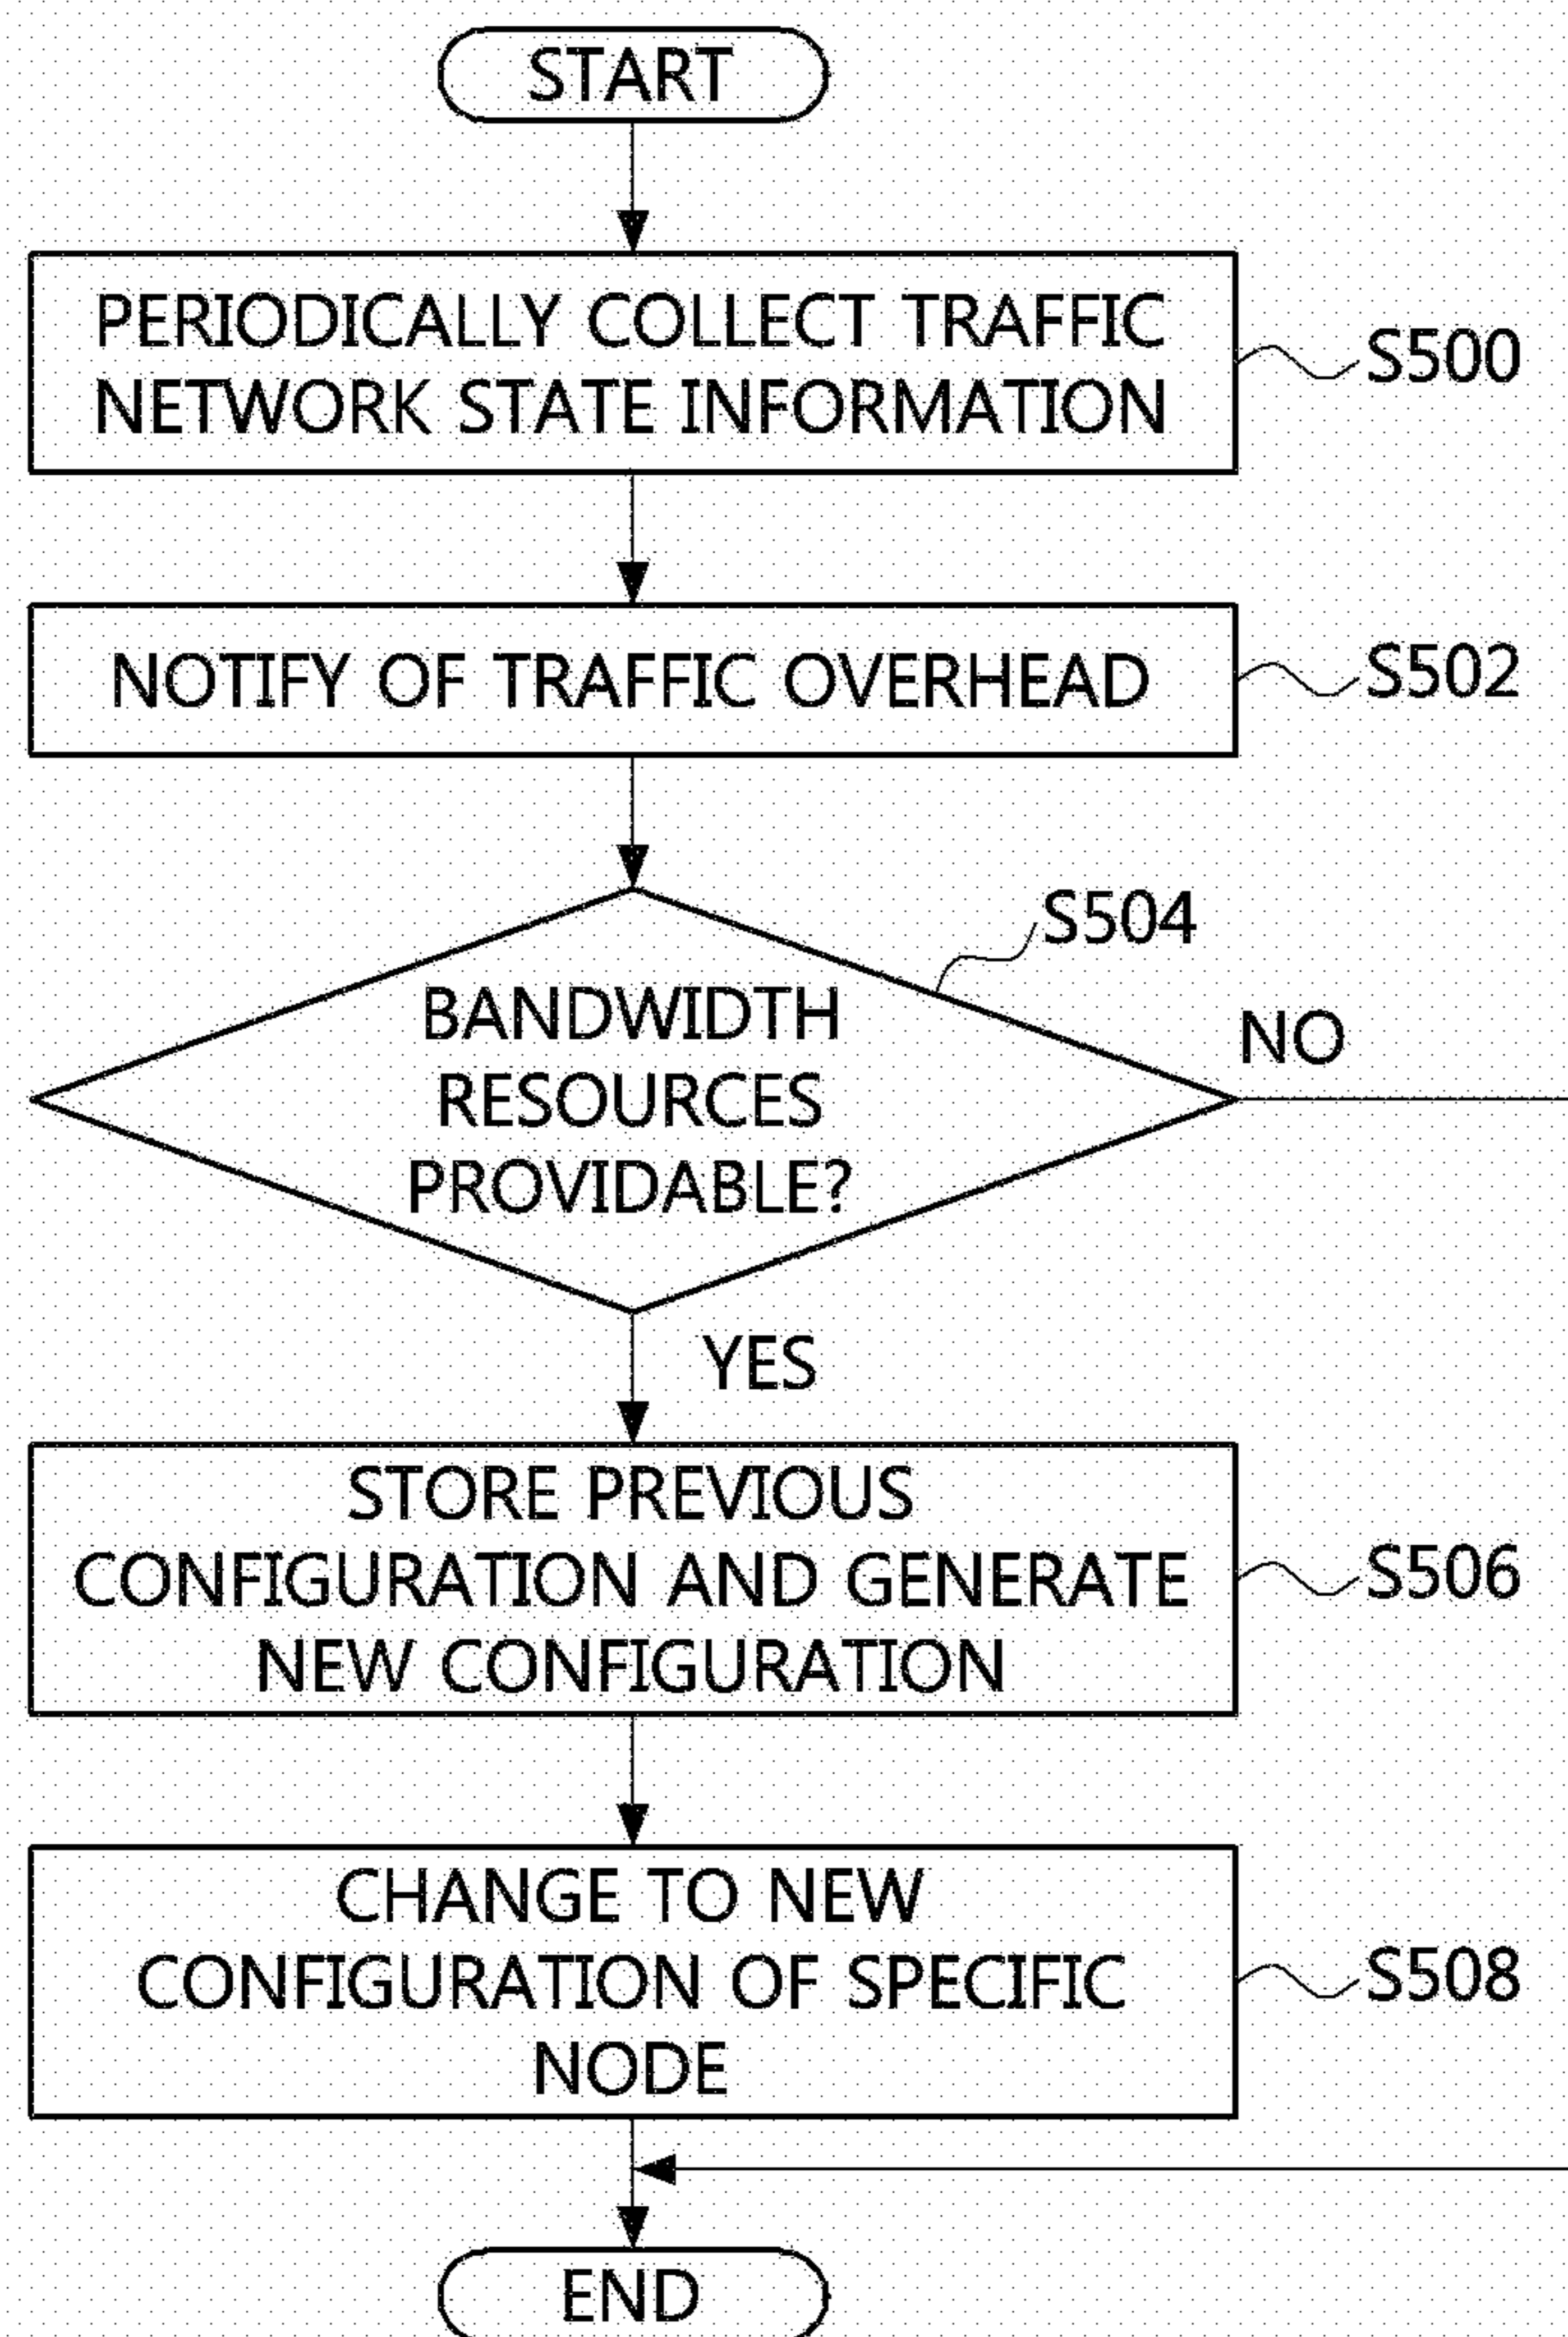 START
PERIODICALLY COLLECT TRAFFIC
NETWORK STATE INFORMATION
S500
NOTIFY OF TRAFFIC OVERHEAD
S502
S504
BANDWIDTH
RESOURCES
PROVIDABLE?
NO
YES
STORE PREVIOUS
CONFIGURATION AND GENERATE
NEW CONFIGURATION
S506
CHANGE TO NEW
CONFIGURATION OF SPECIFIC
NODE
S508
END